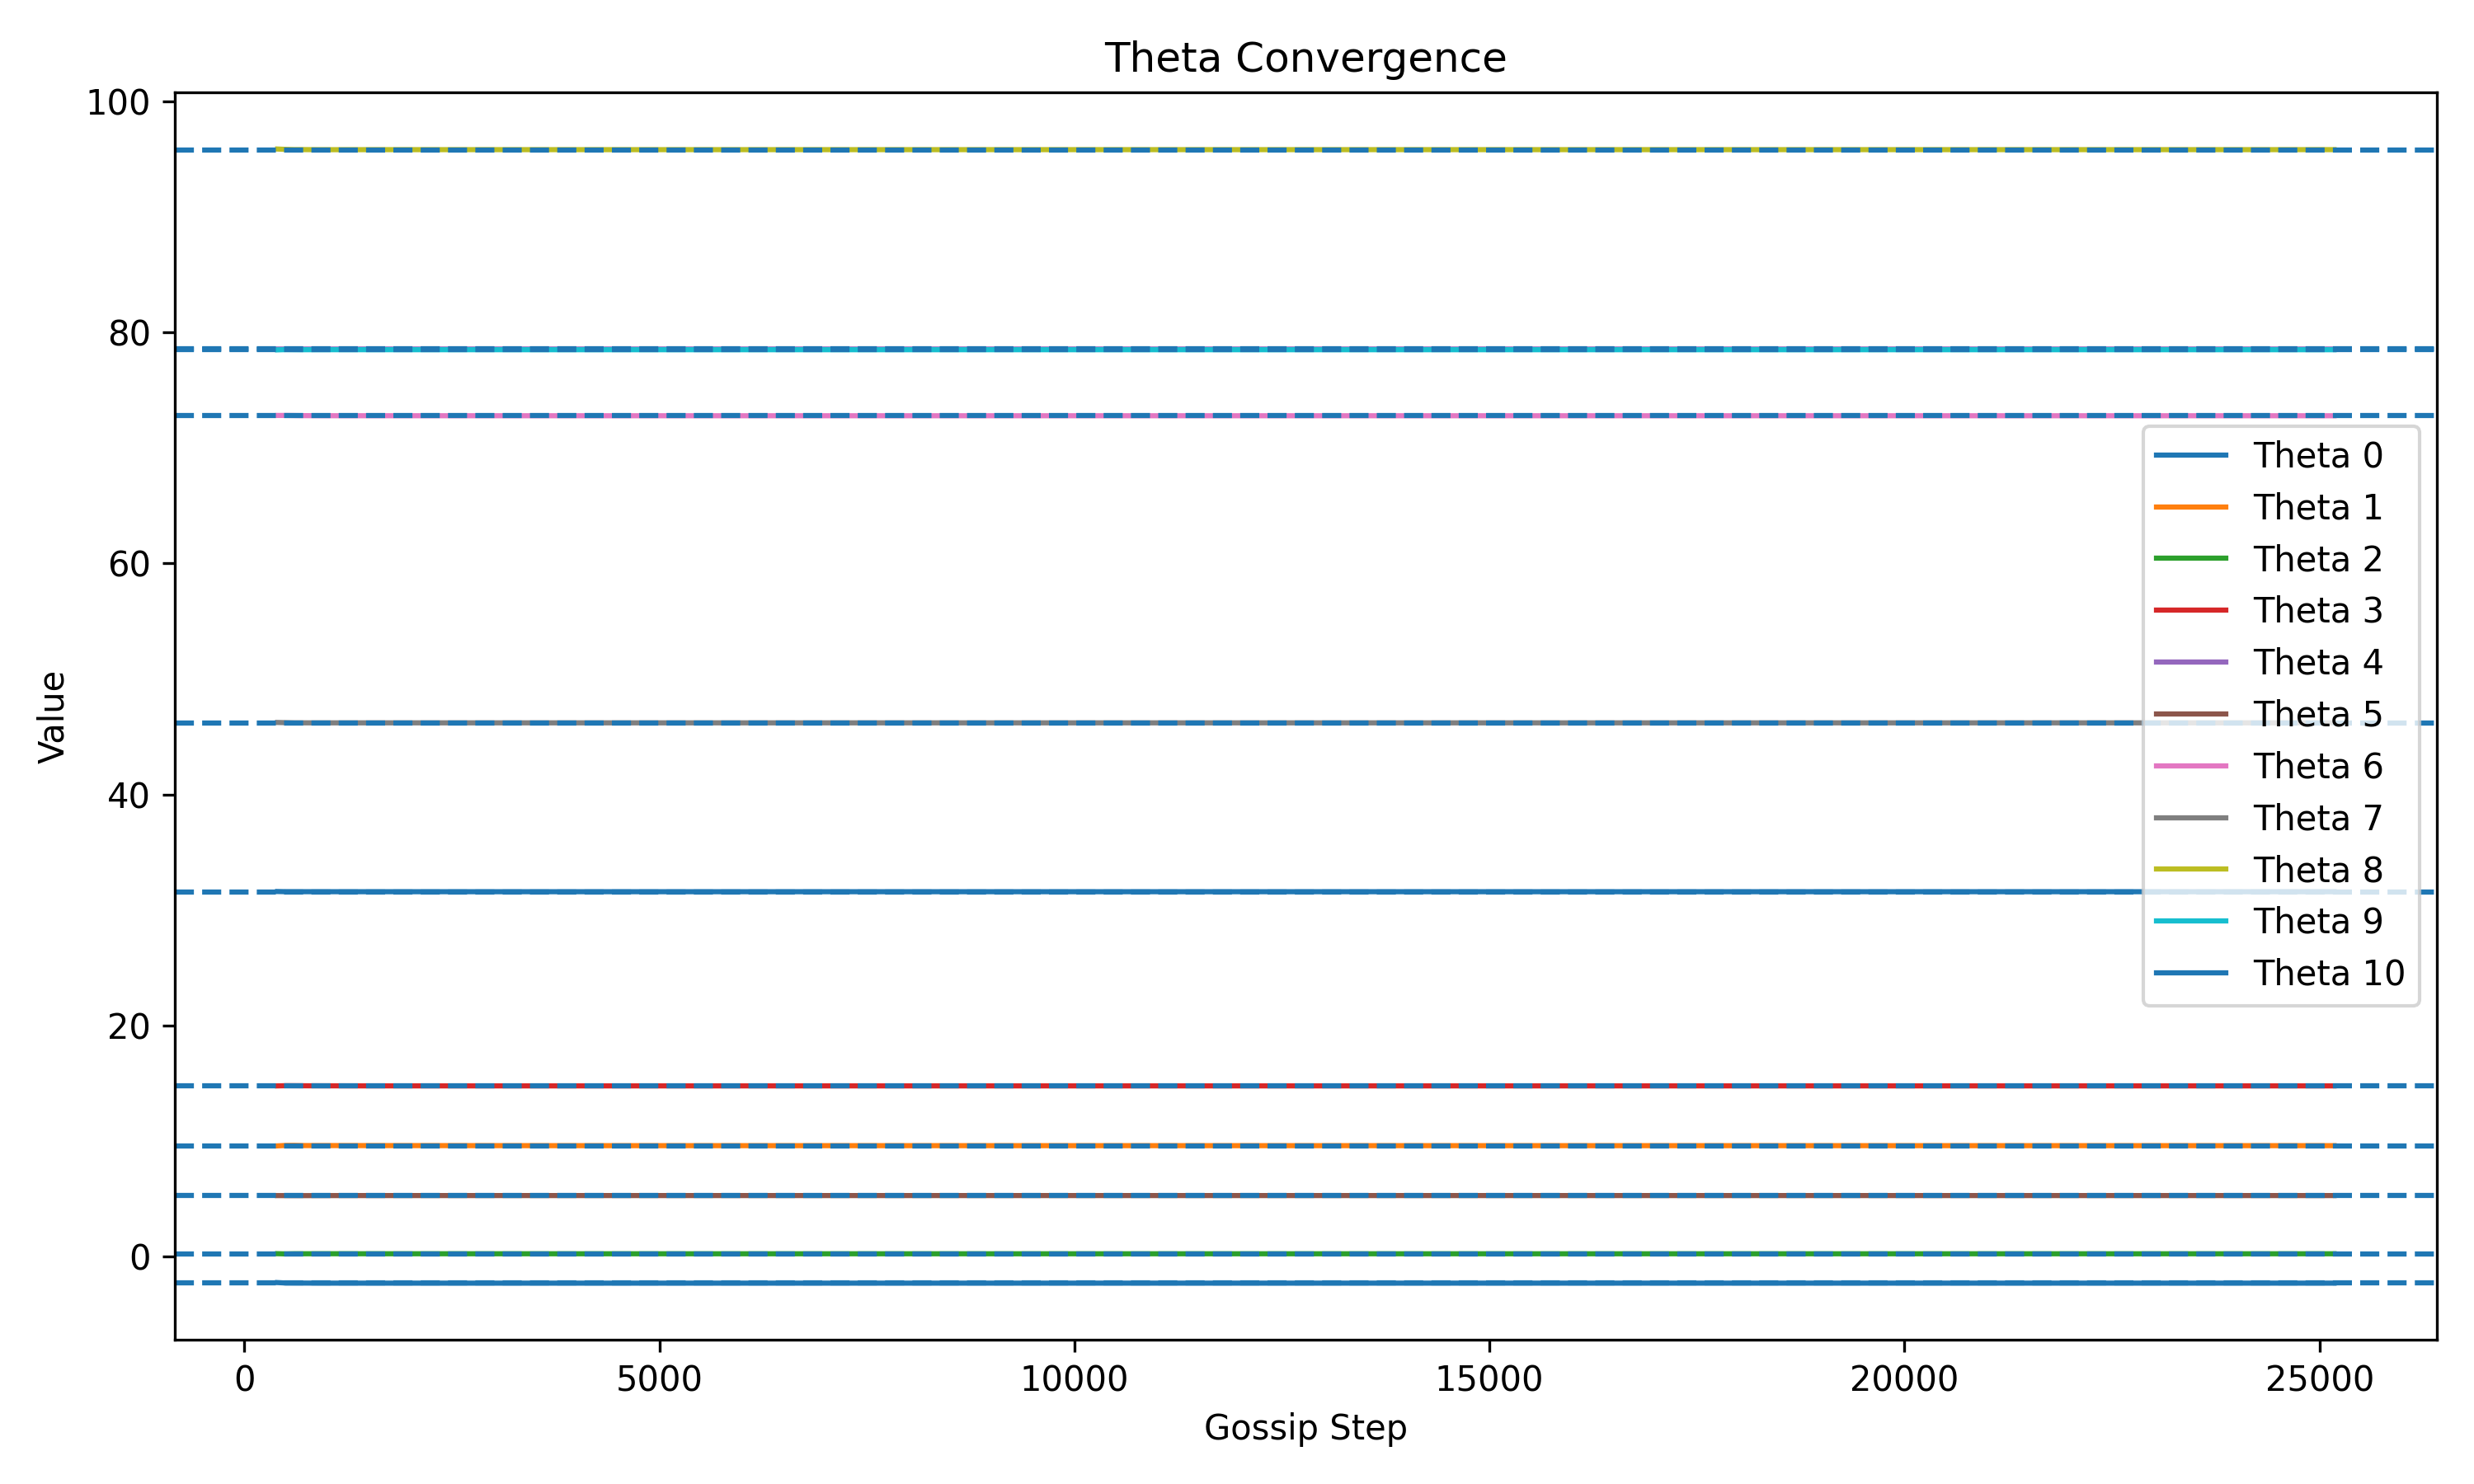 Theta Convergence
100
80
60
40
20
0
Value
0
5000
10000
15000
20000
25000
Gossip Step
Theta 0
Theta 1
Theta 2
Theta 3
Theta 4
Theta 5
Theta 6
Theta 7
Theta 8
Theta 9
Theta 10